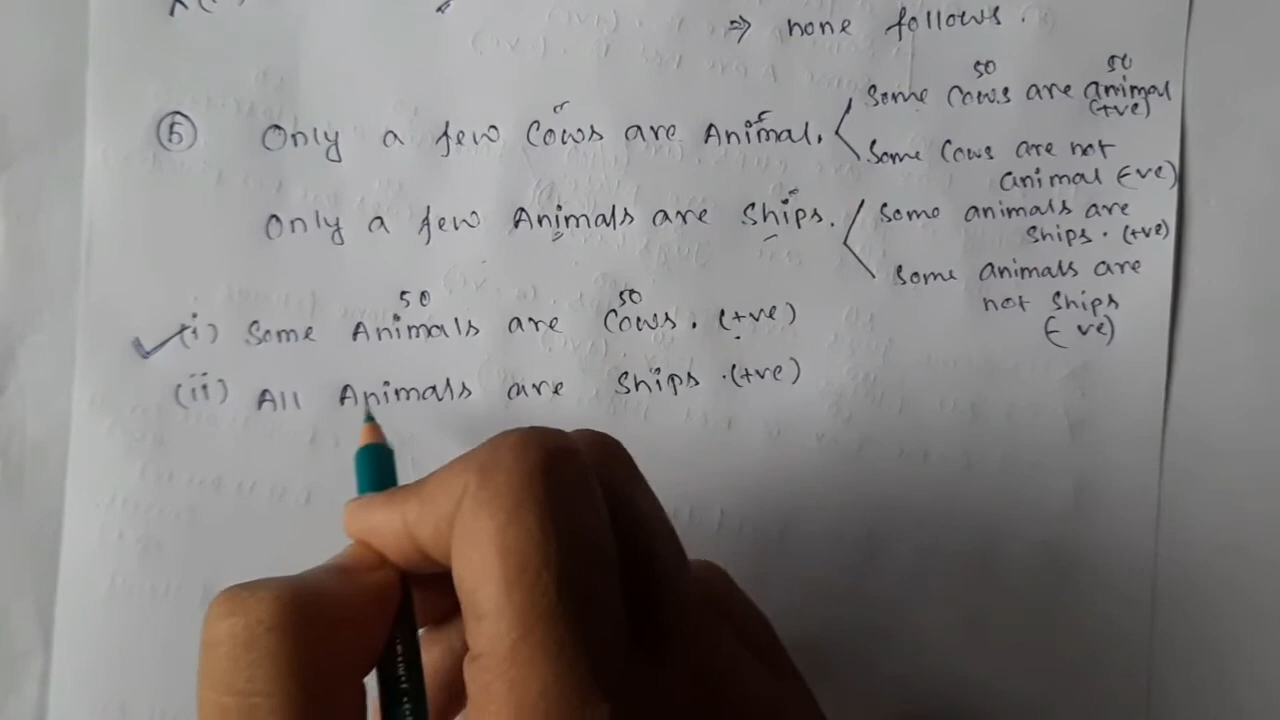 ⇒ none follows.
⑤ Only a few Cows are Animal.
Some Cows are animal (+ve)
50 50
Some Cows are not animal (-ve)
Only a few Animals are Ships.
Some animals are ships. (+ve)
Some animals are not ships (-ve)
50 50
(i) Some Animals are Cows. (+ve)
(ii) All Animals are Ships. (+ve)